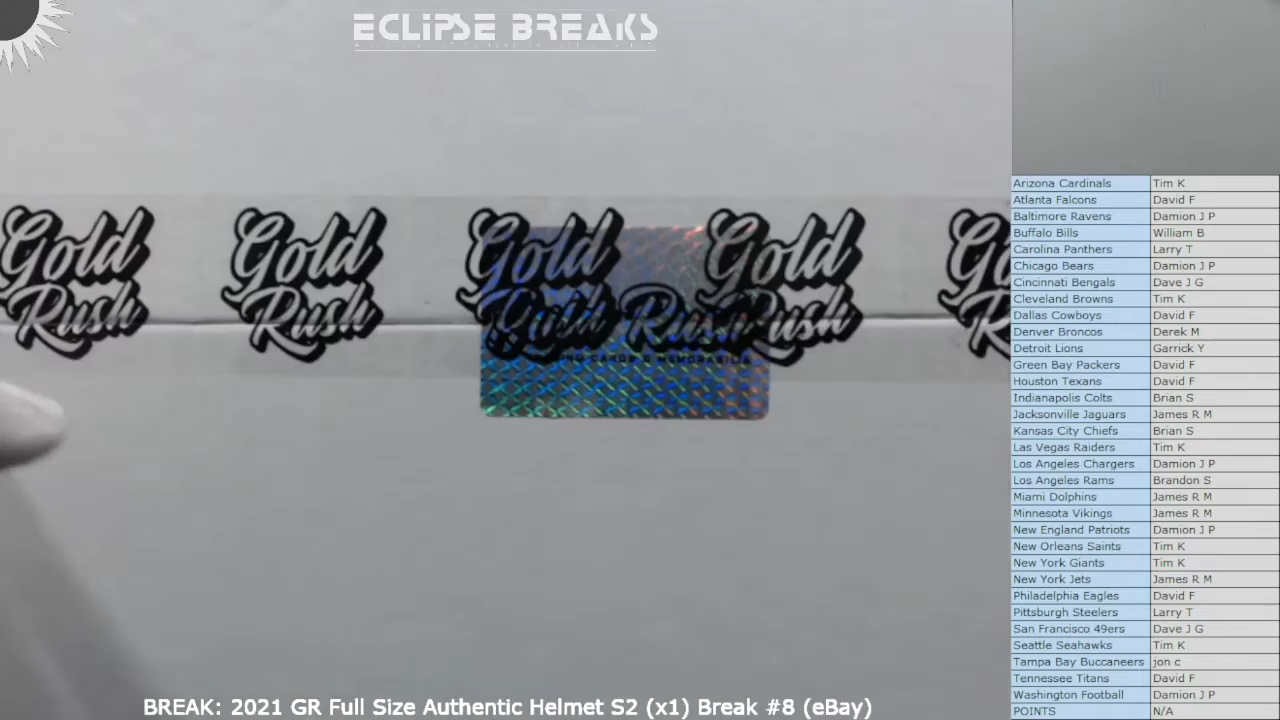 ECLIPSE BREAKS
Gold Rush
Gold Rush
Gold Rush
Gold Rush
Rush
CARDS & MEMORABILIA
Arizona Cardinals Tim K
Atlanta Falcons David F
Baltimore Ravens Damion J P
Buffalo Bills William B
Carolina Panthers Larry T
Chicago Bears Damion J P
Cincinnati Bengals Dave J G
Cleveland Browns Tim K
Dallas Cowboys David F
Denver Broncos Derek M
Detroit Lions Garrick Y
Green Bay Packers David F
Houston Texans David F
Indianapolis Colts Brian S
Jacksonville Jaguars James R M
Kansas City Chiefs Brian S
Las Vegas Raiders Tim K
Los Angeles Chargers Damion J P
Los Angeles Rams Brandon S
Miami Dolphins James R M
Minnesota Vikings James R M
New England Patriots Damion J P
New Orleans Saints Tim K
New York Giants Tim K
New York Jets James R M
Philadelphia Eagles David F
Pittsburgh Steelers Larry T
San Francisco 49ers Dave J G
Seattle Seahawks Tim K
Tampa Bay Buccaneers jon c
Tennessee Titans David F
Washington Football Damion J P
POINTS N/A
BREAK: 2021 GR Full Size Authentic Helmet S2 (x1) Break #8 (eBay)